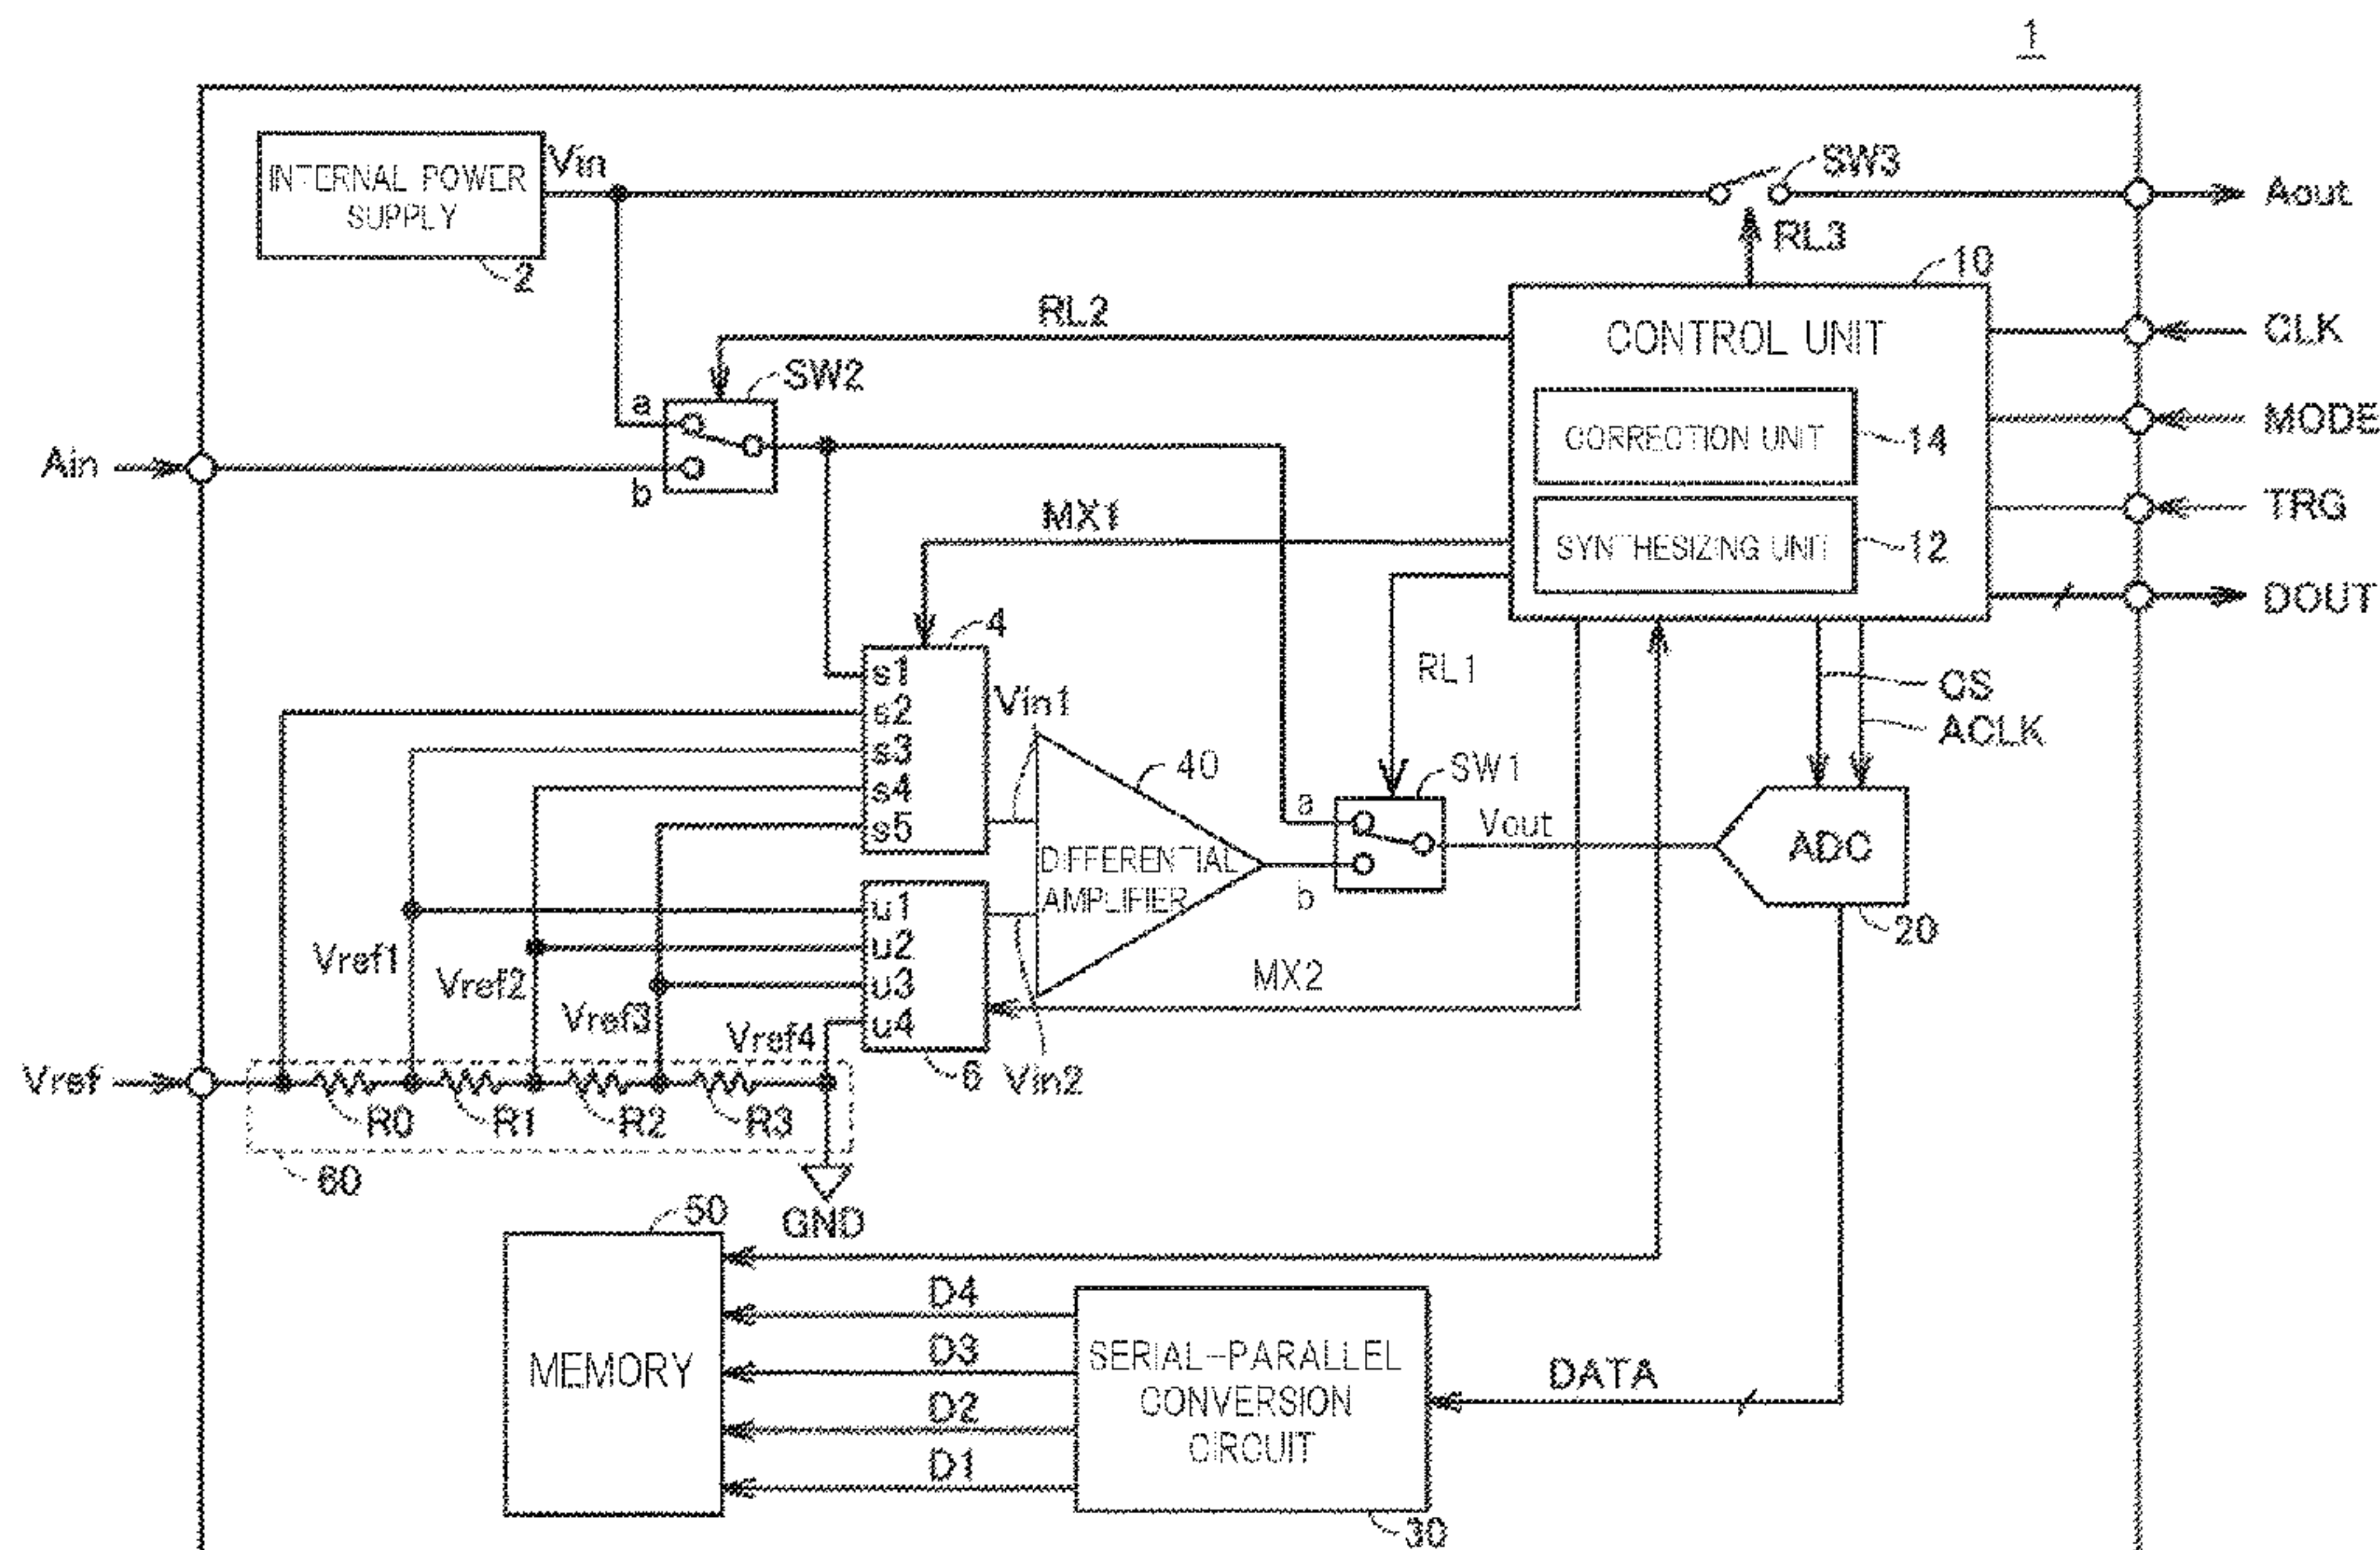 1
INTERNAL POWER
SUPPLY
Vin
2
SW3
Aout
RL3
10
RL2
CONTROL UNIT
CLK
SW2
a
MODE
CORRECTION UNIT
14
Ain
b
MX1
TRG
SYNTHESIZING UNIT
12
DOUT
4
s1
RL1
CS
s2
Vin1
ACLK
s3
40
SW1
s4
a
s5
Vout
ADC
DIFFERENTIAL
AMPLIFIER
b
u1
20
Vref1
u2
Vref2
u3
MX2
Vref3
u4
Vref4
Vref
6
Vin2
R0
R1
R2
R3
60
50
GND
D4
MEMORY
D3
SERIAL-PARALLEL
CONVERSION
CIRCUIT
DATA
D2
D1
30